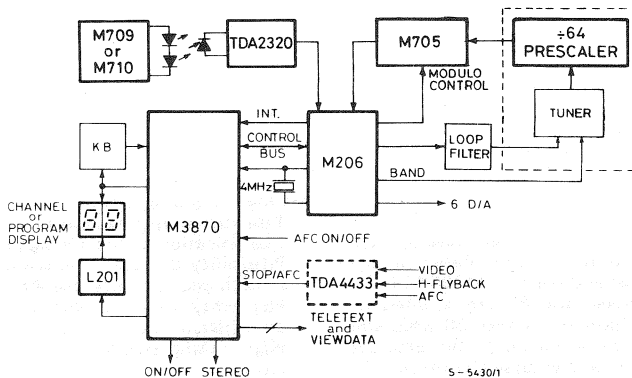 M709
or
M710
TDA2320
M705
÷64
PRESCALER
MODULO
CONTROL
TUNER
INT.
CONTROL
BUS
M206
LOOP
FILTER
BAND
KB
4MHz
6 D/A
CHANNEL
or
PROGRAM
DISPLAY
88
M3870
AFC ON/OFF
L201
STOP/AFC
TDA4433
VIDEO
H-FLYBACK
AFC
TELETEXT
and
VIEWDATA
ON/OFF STEREO
S-5430/1